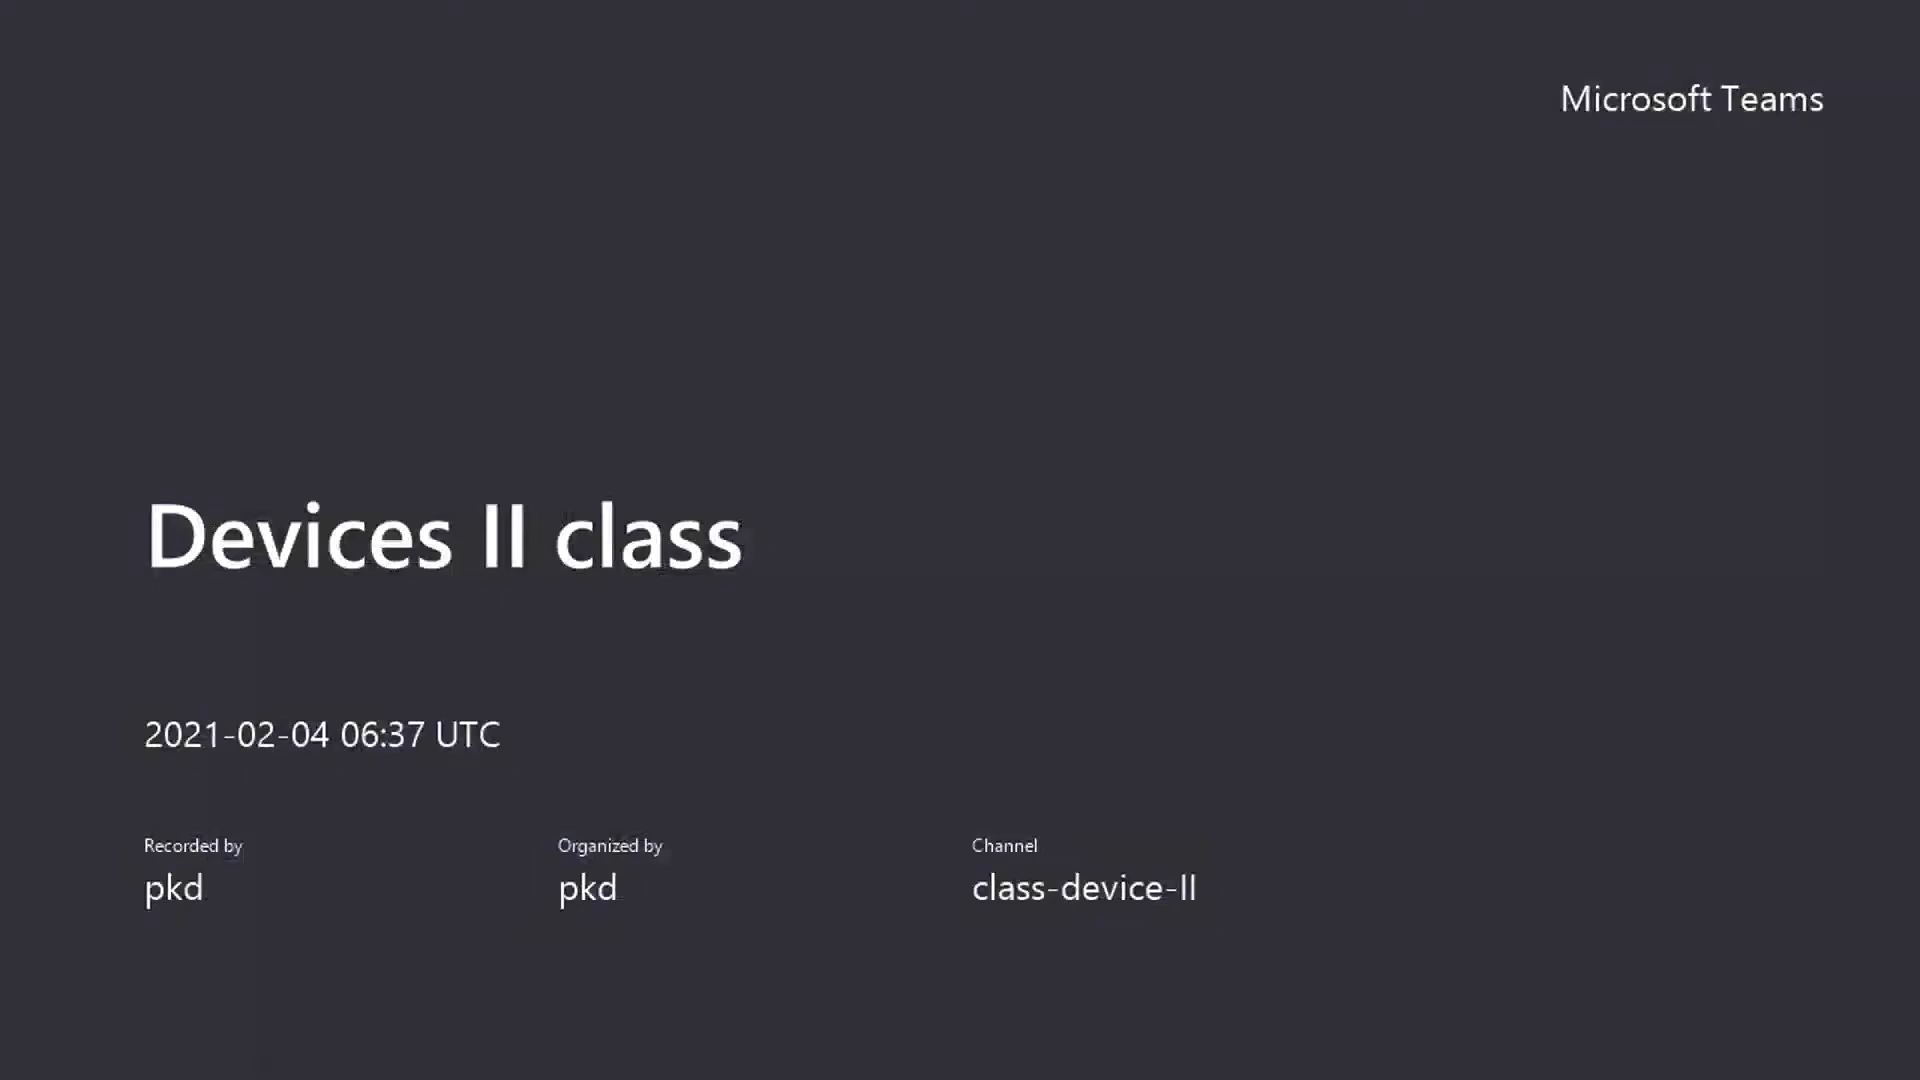 Microsoft Teams
Devices II class
2021-02-04 06:37 UTC
Recorded by
pkd
Organized by
pkd
Channel
class-device-II